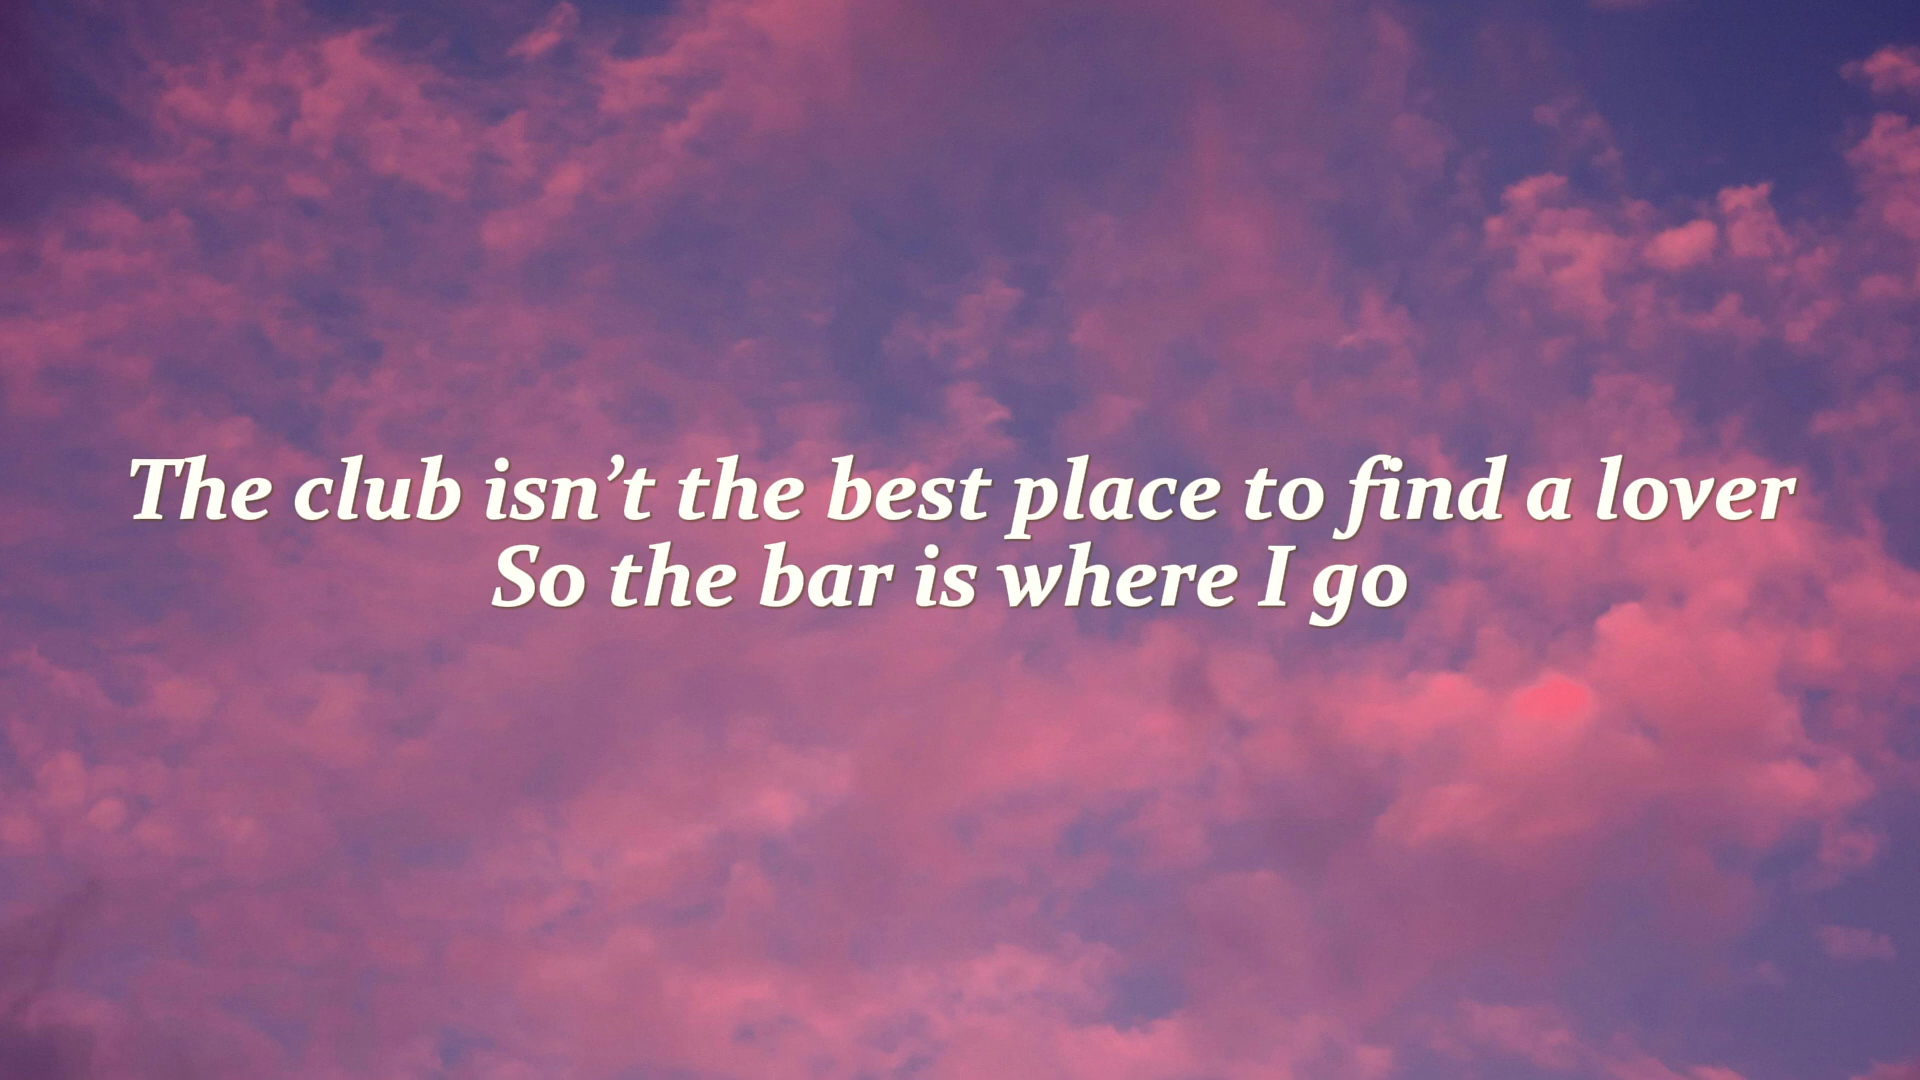 The club isn’t the best place to find a lover
So the bar is where I go